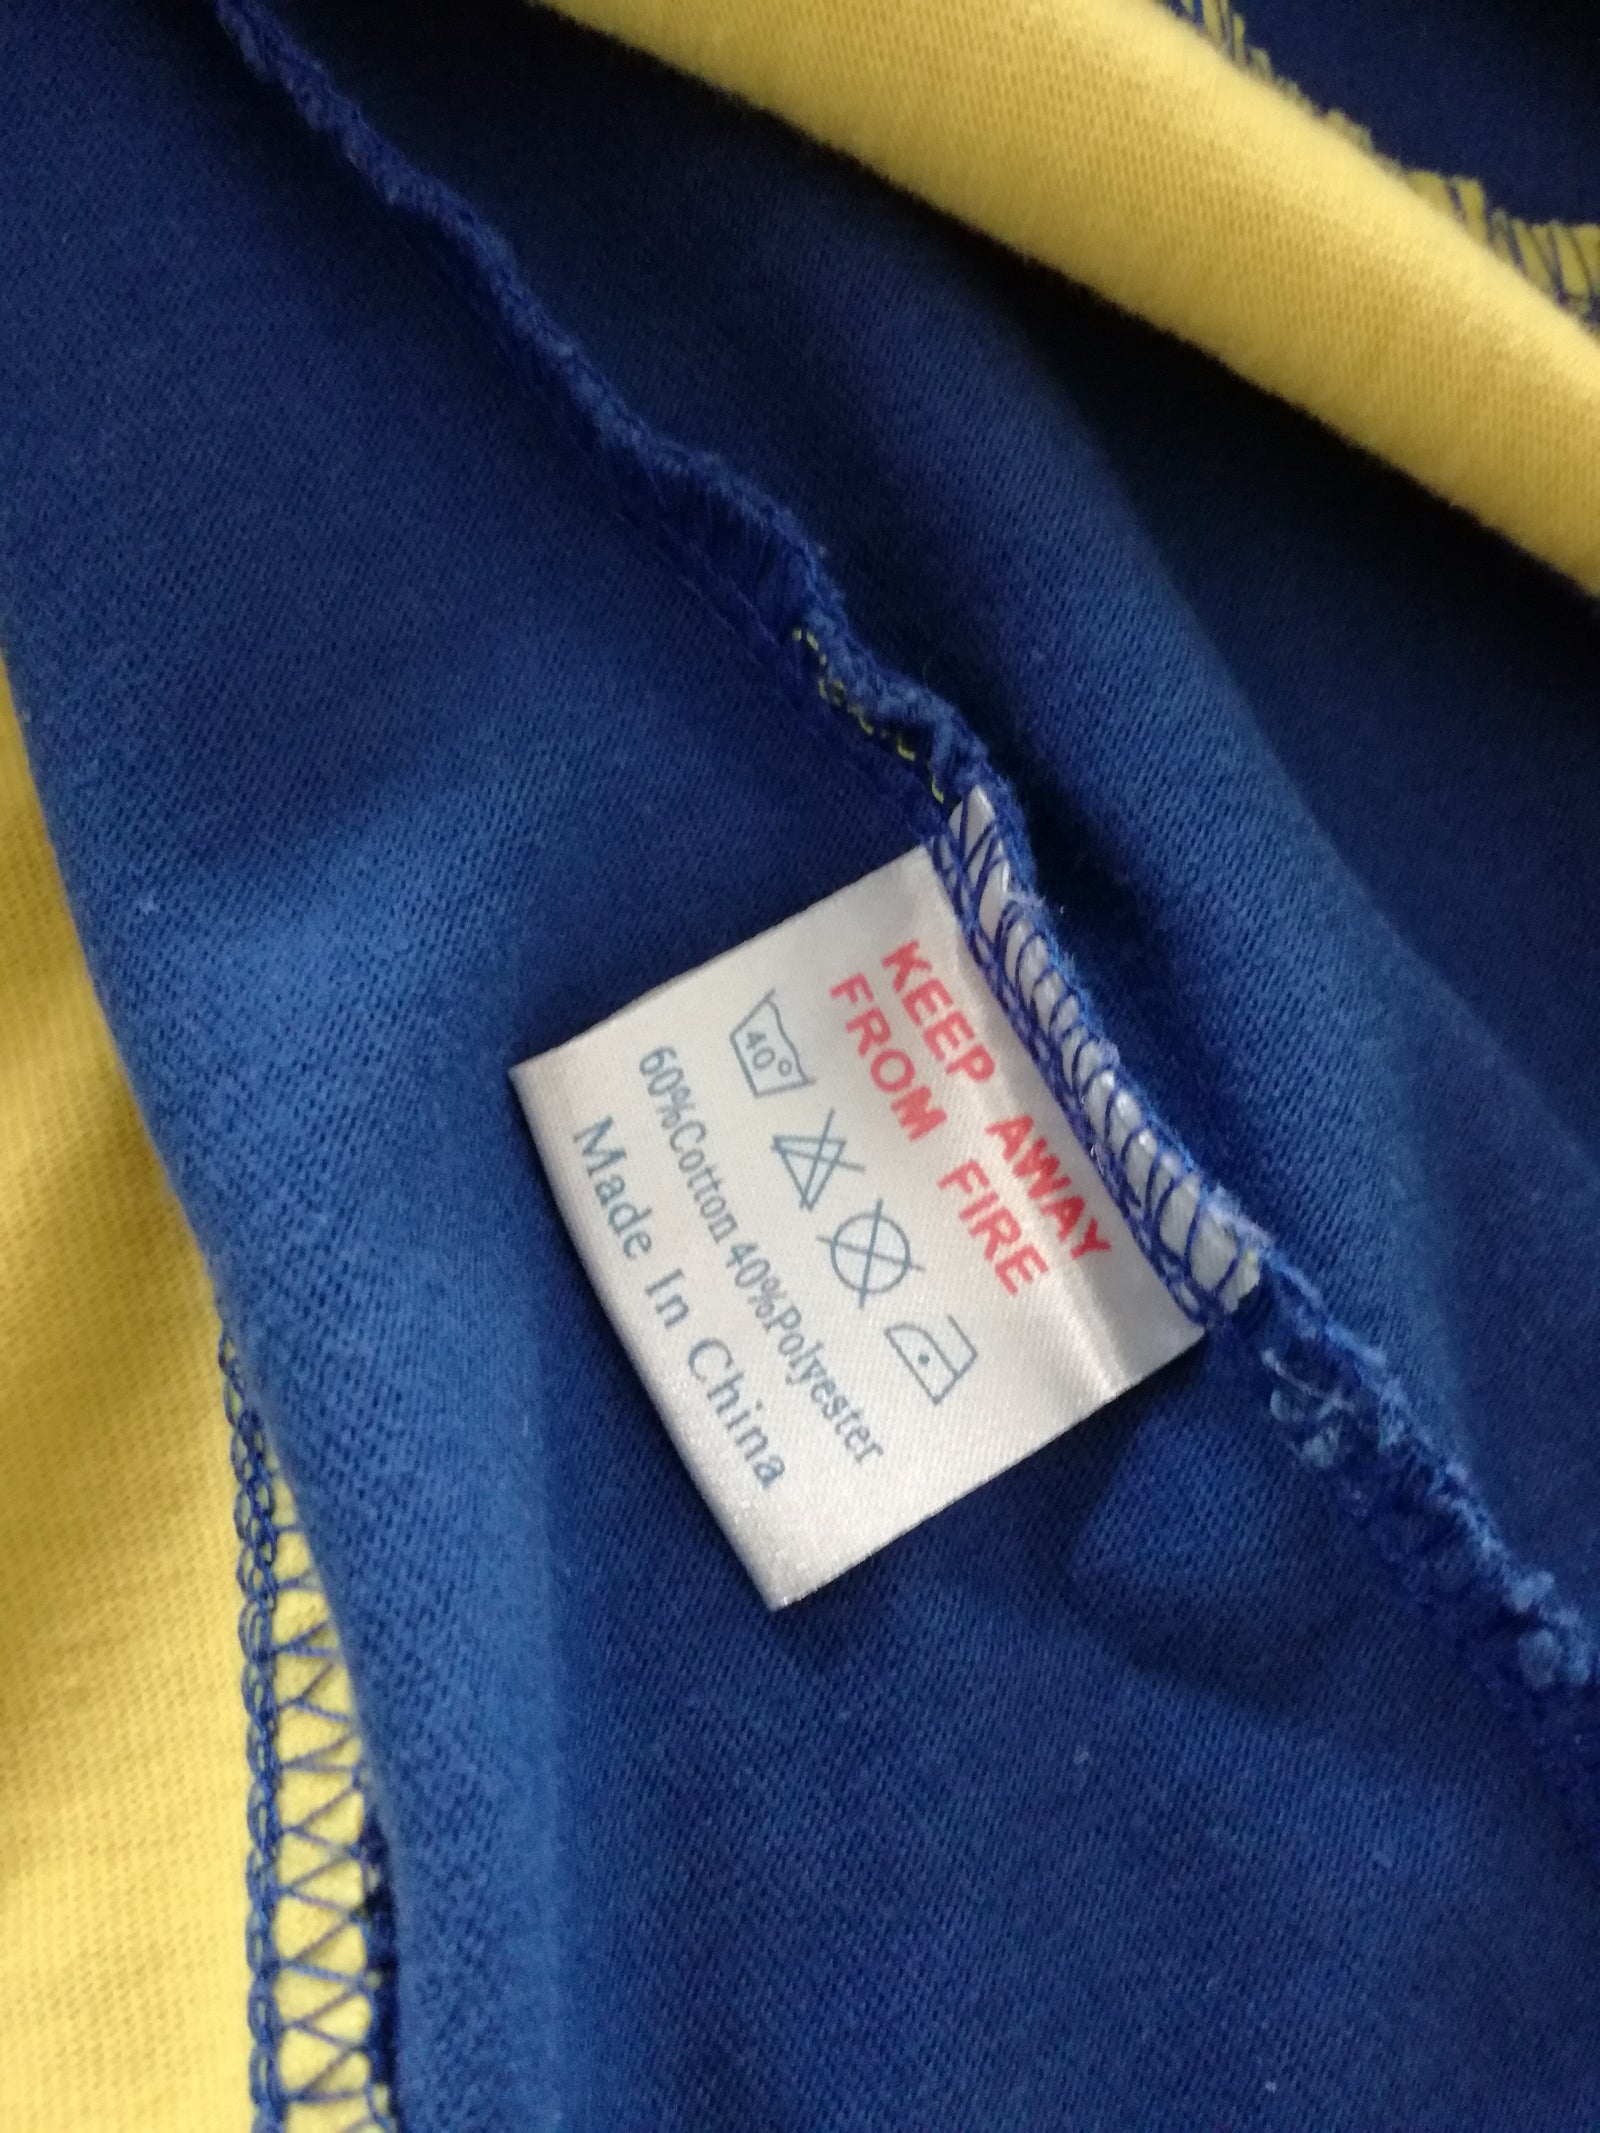 KEEP AWAY
FROM FIRE
40°
60%Cotton 40%Polyester
Made In China